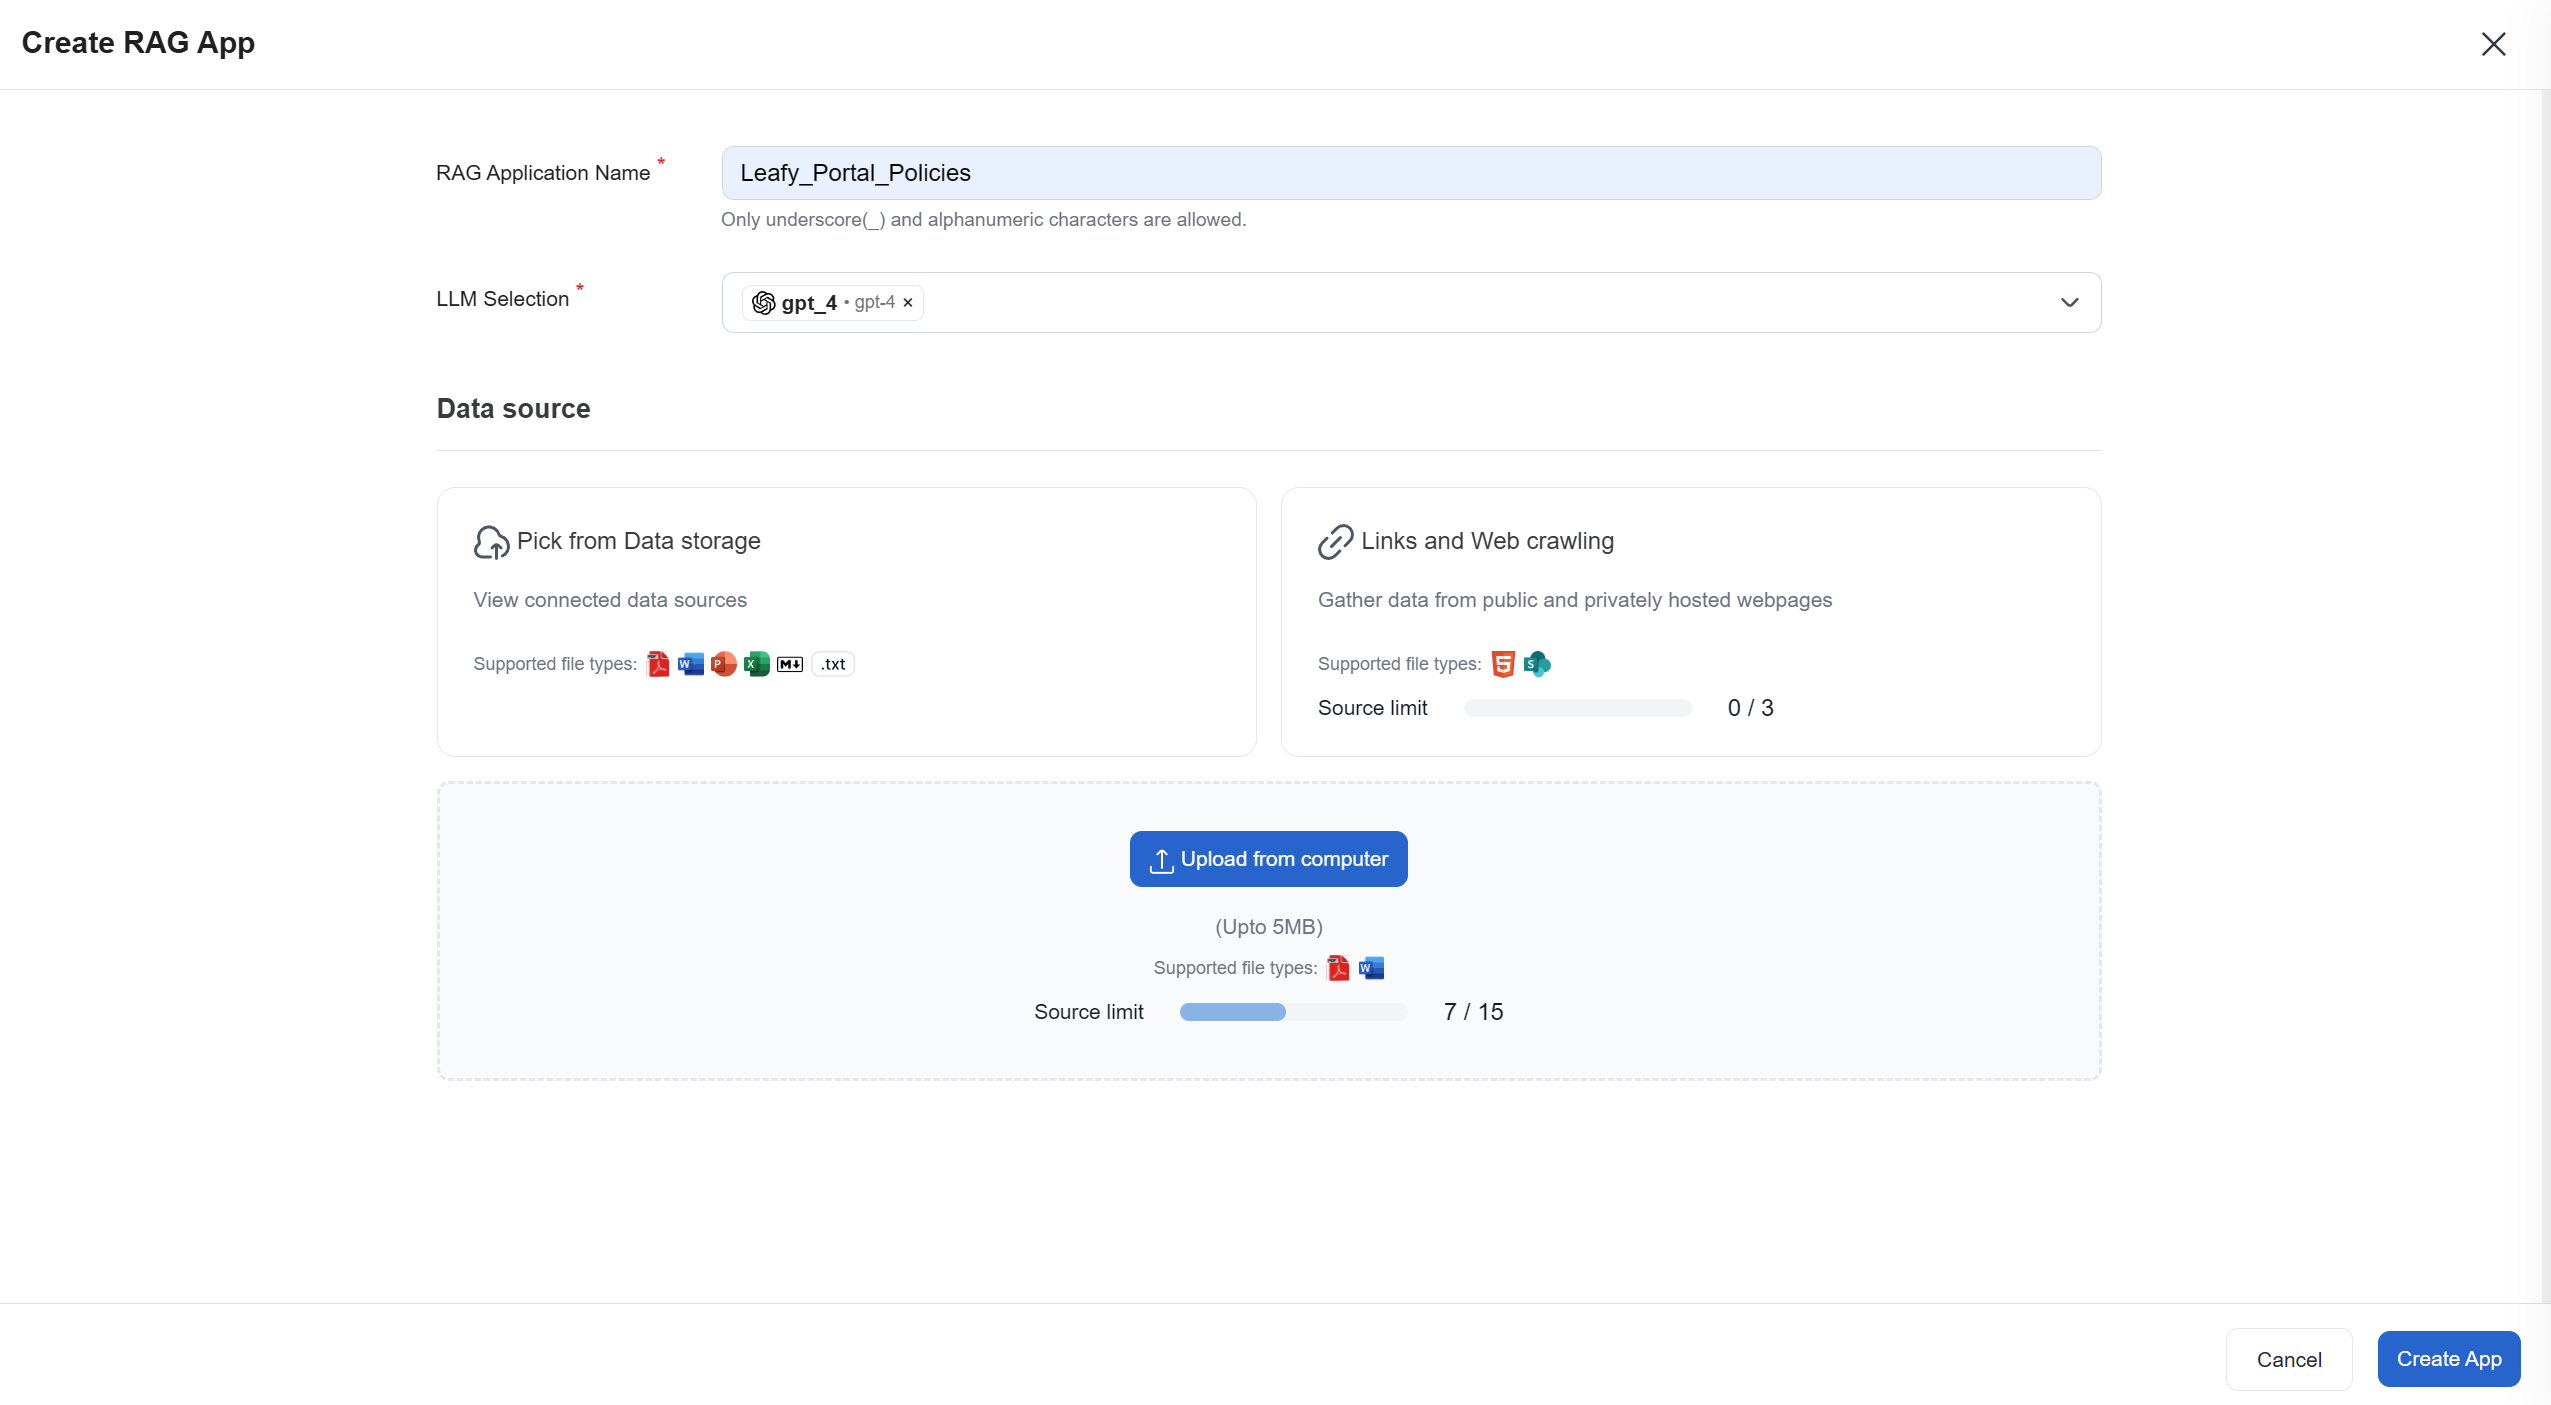 Create RAG App
RAG Application Name *
Leafy_Portal_Policies
Only underscore(_) and alphanumeric characters are allowed.
LLM Selection *
gpt_4 • gpt-4 ×
Data source
Pick from Data storage
View connected data sources
Supported file types: W P X M .txt
Links and Web crawling
Gather data from public and privately hosted webpages
Supported file types: 5 S
Source limit 0 / 3
Upload from computer
(Upto 5MB)
Supported file types: W
Source limit 7 / 15
Cancel
Create App